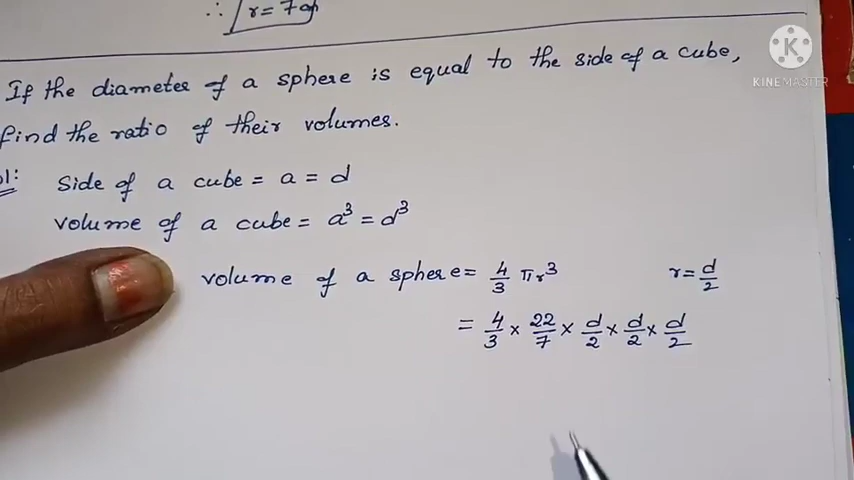 ∴ r = 7 cm
KINEMASTER
If the diameter of a sphere is equal to the side of a cube,
find the ratio of their volumes.
Side of a cube = a = d
volume of a cube = a³ = d³
volume of a sphere = 4/3 πr³ r = d/2
= 4/3 × 22/7 × d/2 × d/2 × d/2